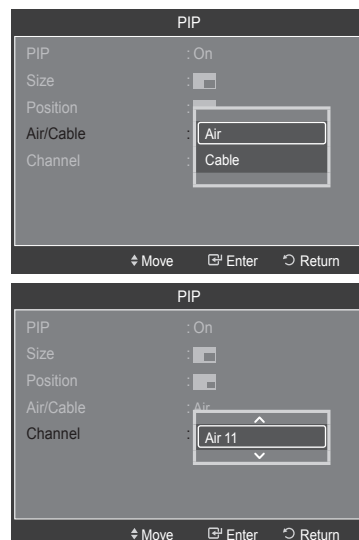 PIP
PIP : On
Size :
Position :
Air/Cable : Air
Channel : Cable
Move Enter Return
PIP
PIP : On
Size :
Position :
Air/Cable : Air
Channel : Air 11
Move Enter Return